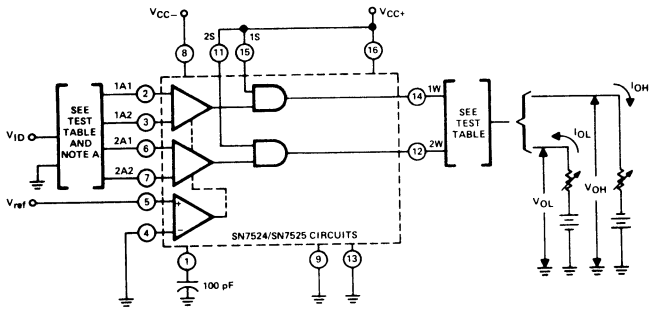 VCC– VCC+
2S 1S
8 11 15 16
1A1 2
1A2 3
2A1 6
2A2 7
5
4
SEE
TEST
TABLE
AND
NOTE A
VID
Vref
+
–
SN7524/SN7525 CIRCUITS
1 9 13
100 pF
14 1W
12 2W
SEE
TEST
TABLE
IOH
IOL
VOL
VOH